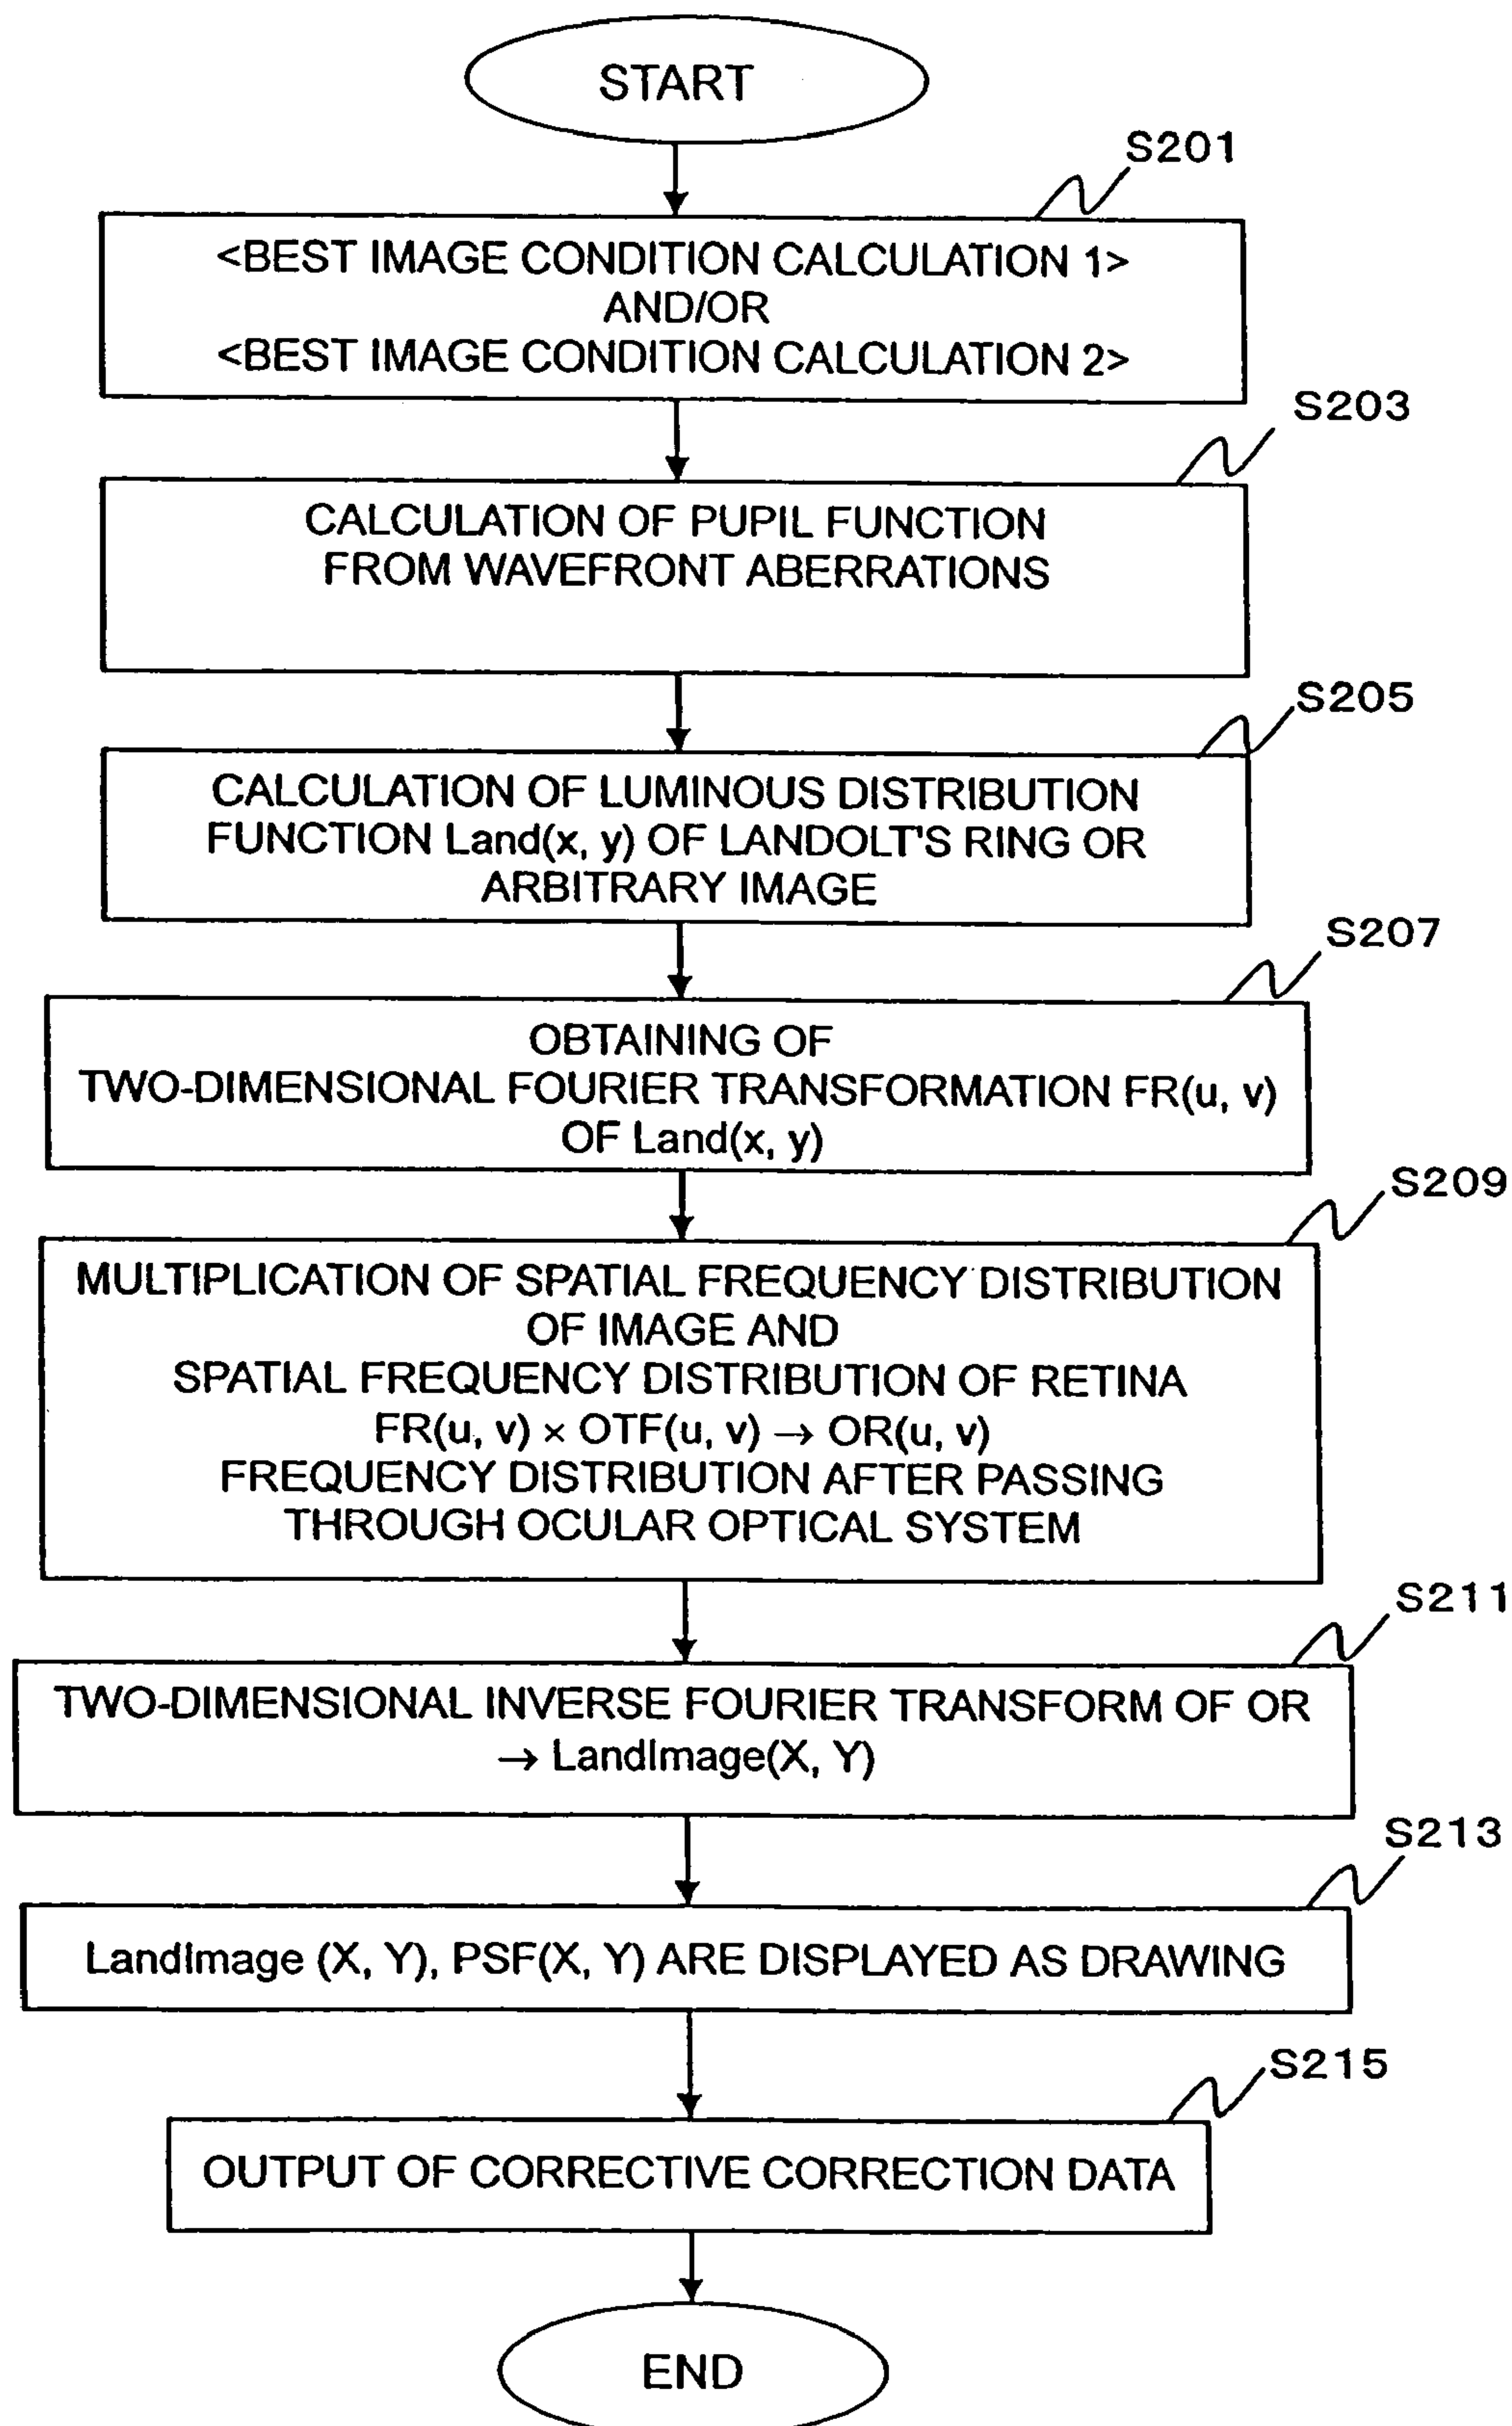 START
S201
<BEST IMAGE CONDITION CALCULATION 1>
AND/OR
<BEST IMAGE CONDITION CALCULATION 2>
S203
CALCULATION OF PUPIL FUNCTION
FROM WAVEFRONT ABERRATIONS
S205
CALCULATION OF LUMINOUS DISTRIBUTION
FUNCTION Land(x, y) OF LANDOLT'S RING OR
ARBITRARY IMAGE
S207
OBTAINING OF
TWO-DIMENSIONAL FOURIER TRANSFORMATION FR(u, v)
OF Land(x, y)
S209
MULTIPLICATION OF SPATIAL FREQUENCY DISTRIBUTION
OF IMAGE AND
SPATIAL FREQUENCY DISTRIBUTION OF RETINA
FR(u, v) × OTF(u, v) → OR(u, v)
FREQUENCY DISTRIBUTION AFTER PASSING
THROUGH OCULAR OPTICAL SYSTEM
S211
TWO-DIMENSIONAL INVERSE FOURIER TRANSFORM OF OR
→ LandImage(X, Y)
S213
LandImage (X, Y), PSF(X, Y) ARE DISPLAYED AS DRAWING
S215
OUTPUT OF CORRECTIVE CORRECTION DATA
END